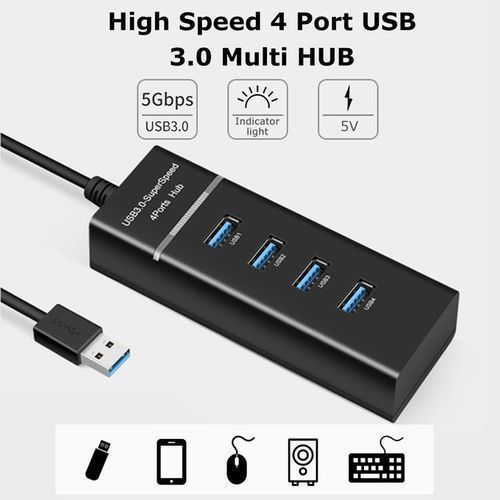 High Speed 4 Port USB
3.0 Multi HUB
5Gbps
USB3.0
Indicator
light
5V
USB3.0-SuperSpeed
4Ports Hub
USB1
USB2
USB3
USB4